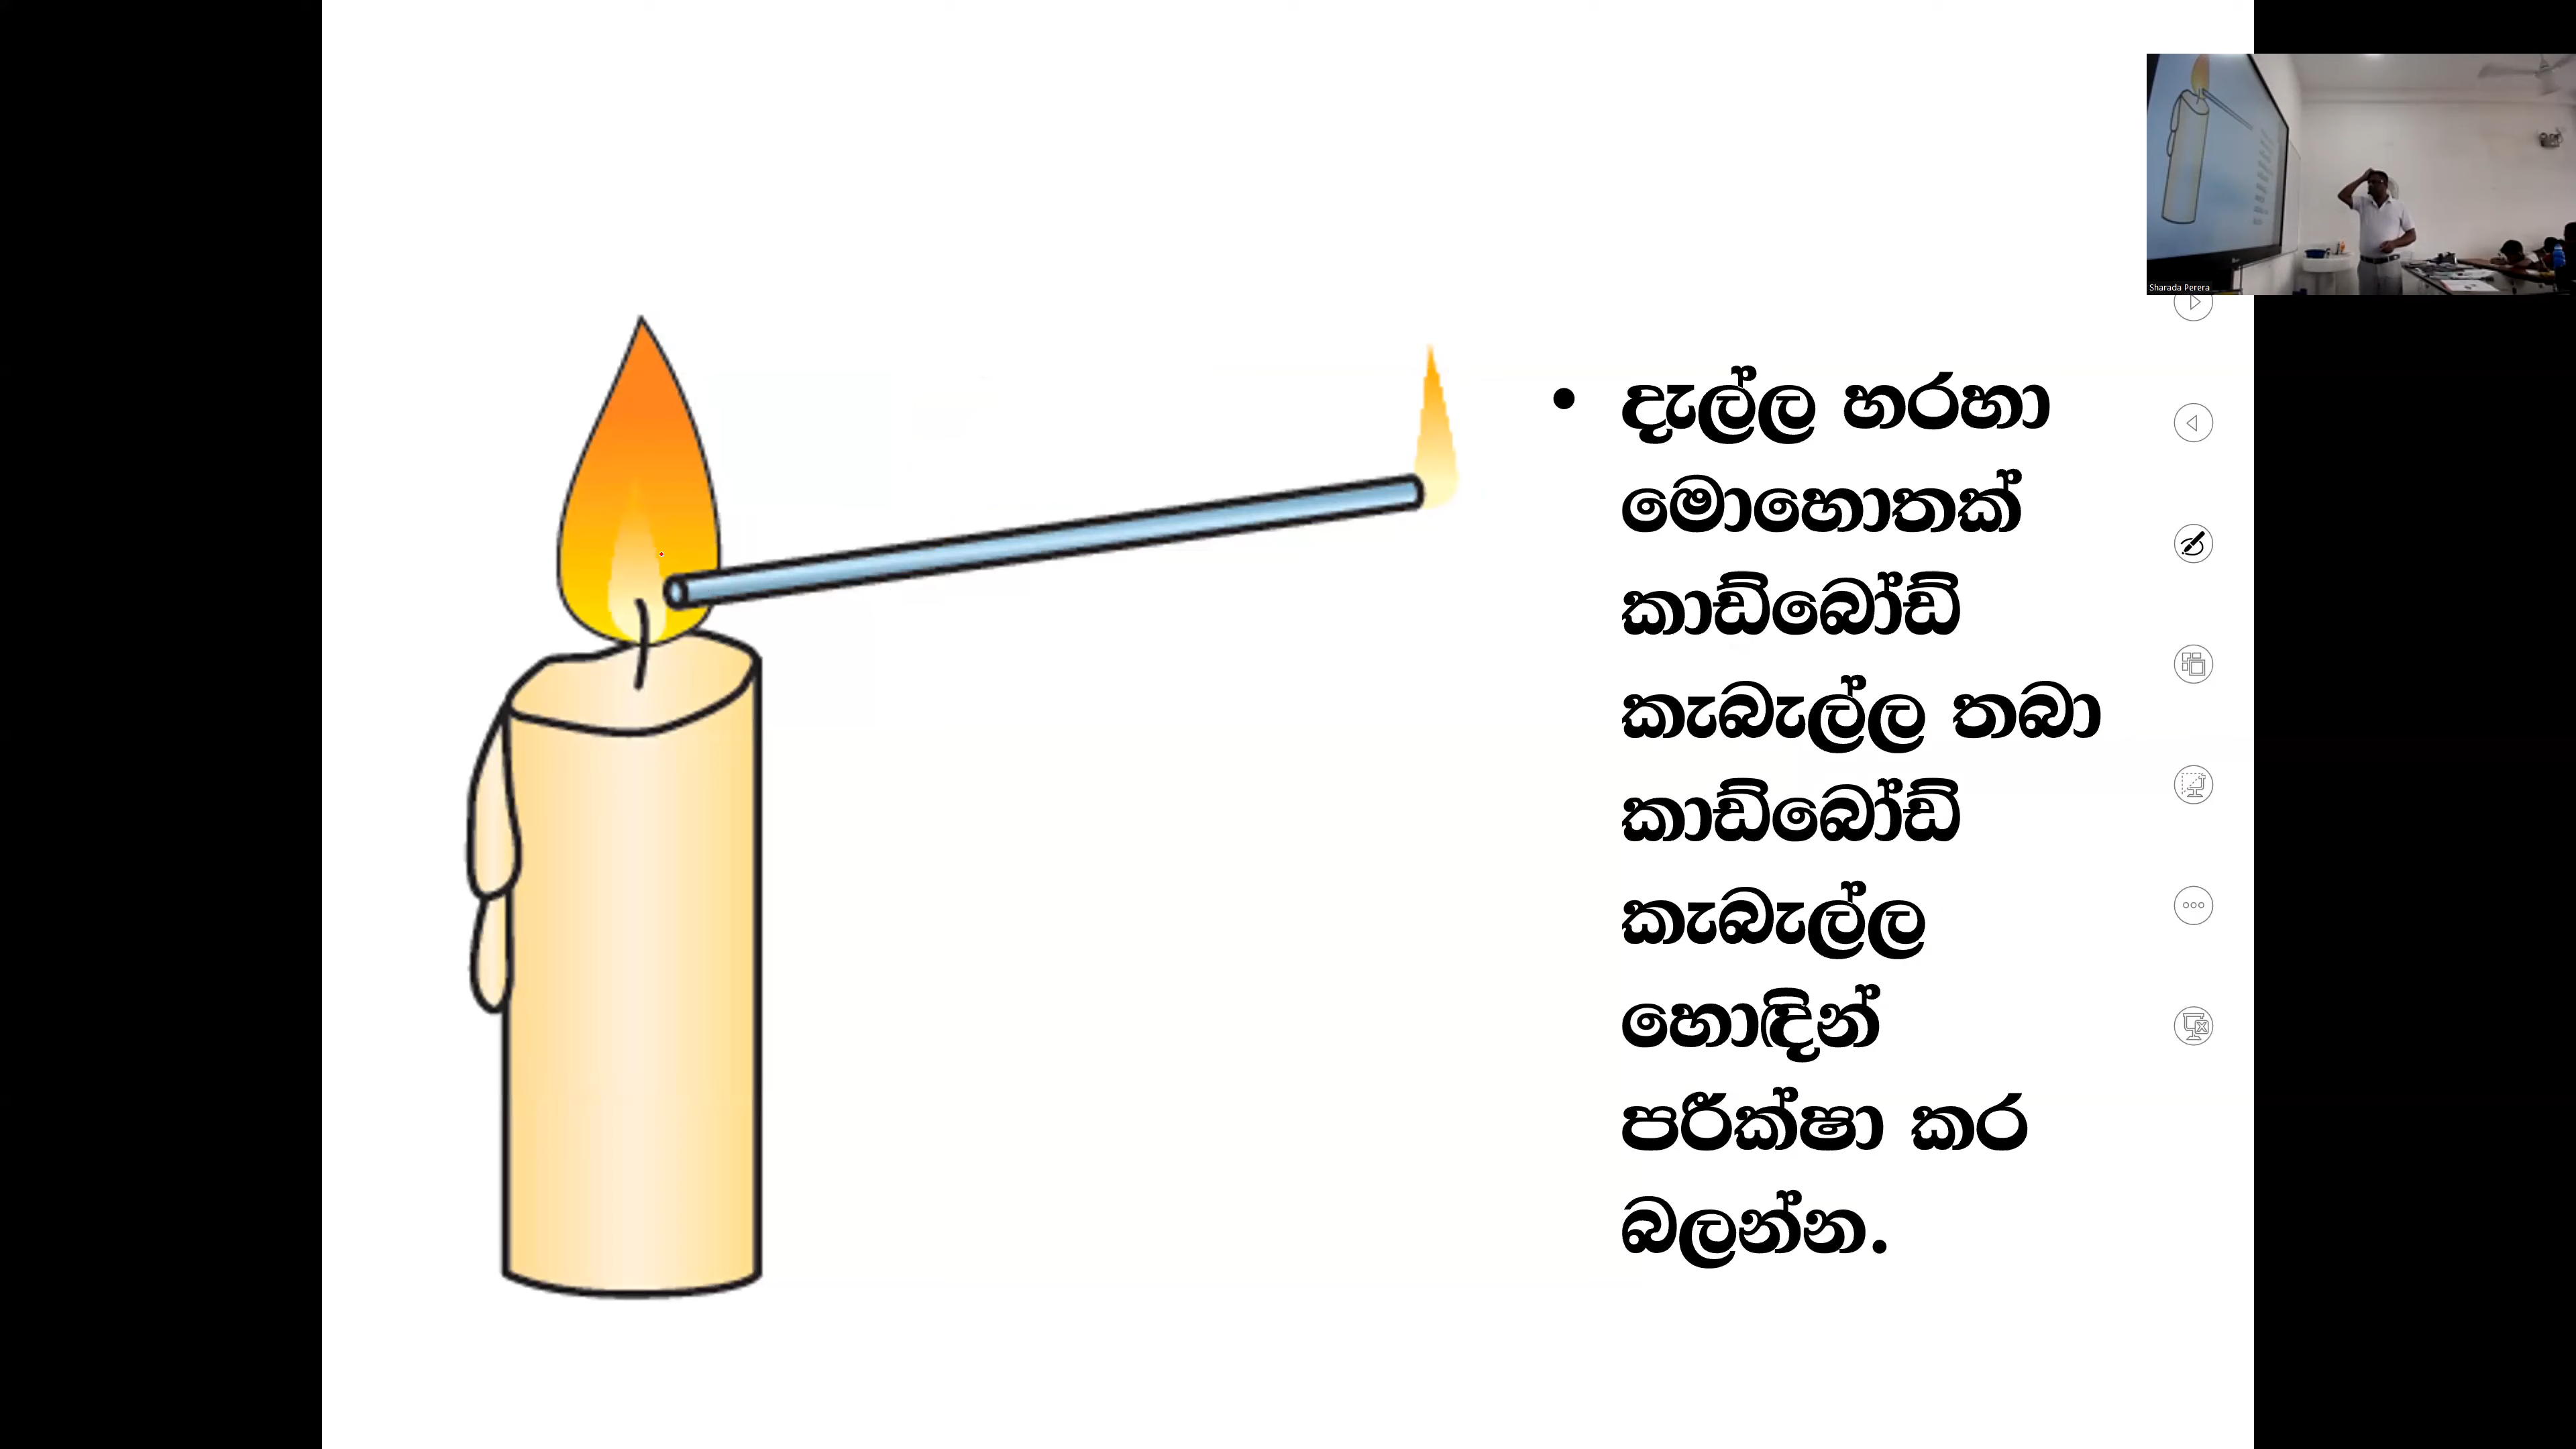 Sharada Perera
• දැල්ල හරහා
මොහොතක්
කාඩ්බෝඩ්
කැබැල්ල තබා
කාඩ්බෝඩ්
කැබැල්ල
හොඳින්
පරීක්ෂා කර
බලන්න.